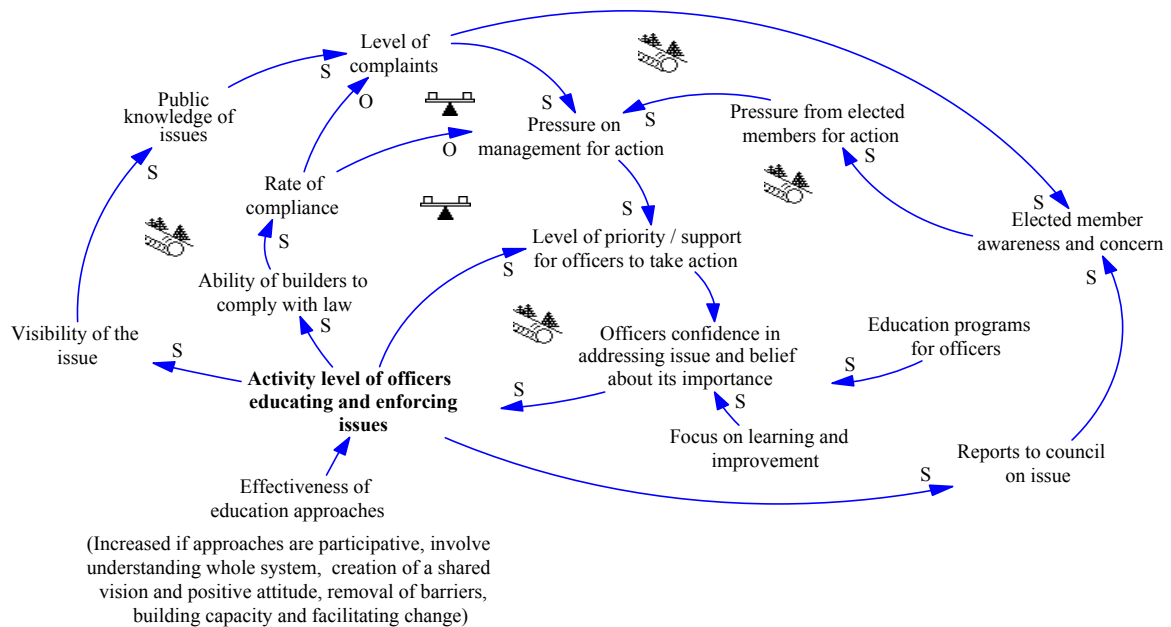 Level of
complaints
S
S
O
Public
knowledge of
issues
S
S
Pressure on
management for action
O
Pressure from elected
members for action
S
Rate of
compliance
S
S
S
Elected member
awareness and concern
S
Level of priority / support
for officers to take action
S
Ability of builders to
comply with law
S
Visibility of the
issue
S
Officers confidence in
addressing issue and belief
about its importance
S
Education programs
for officers
S
Activity level of officers
educating and enforcing
issues
S
Focus on learning and
improvement
Reports to council
on issue
S
Effectiveness of
education approaches
(Increased if approaches are participative, involve
understanding whole system, creation of a shared
vision and positive attitude, removal of barriers,
building capacity and facilitating change)